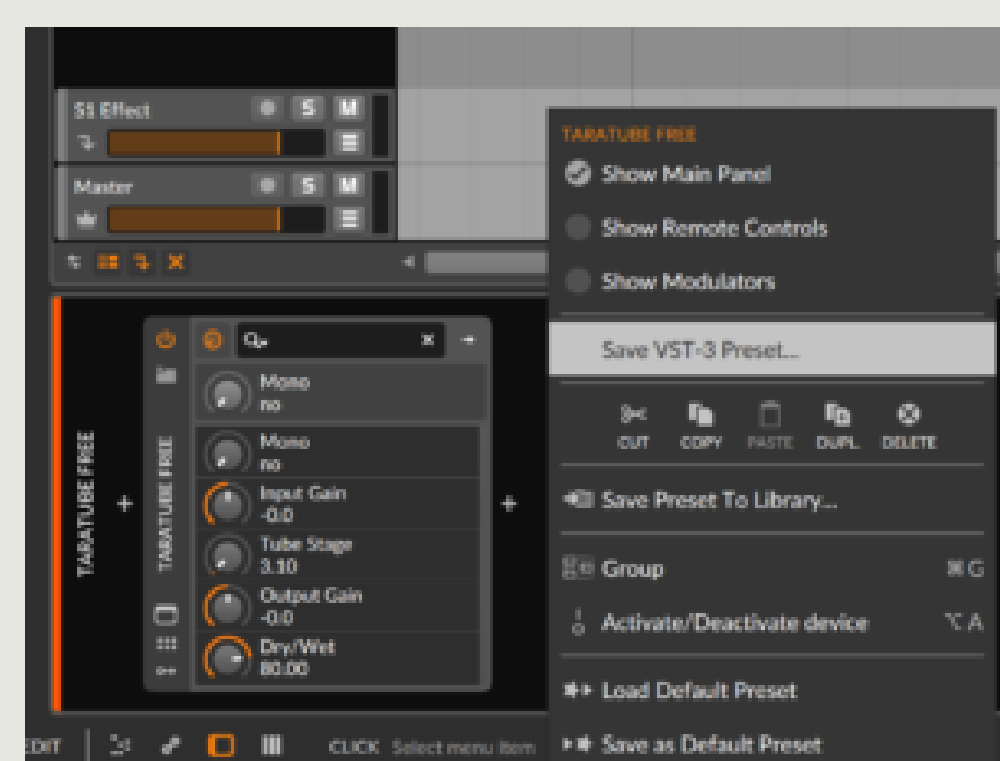 S1 Effect
S M
Master
S M
TARATUBE FREE
TARATUBE FREE
Mono
no
Mono
no
Input Gain
-0.0
Tube Stage
3.10
Output Gain
-0.0
Dry/Wet
80.00
TARATUBE FREE
Show Main Panel
Show Remote Controls
Show Modulators
Save VST-3 Preset...
CUT COPY PASTE DUPL. DELETE
Save Preset To Library...
Group ⌘ G
Activate/Deactivate device ⌥ A
Load Default Preset
Save as Default Preset
EDIT
CLICK Select menu item